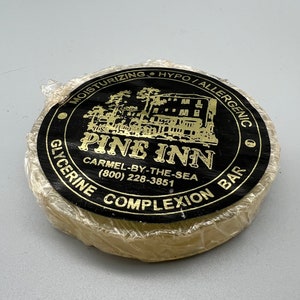 MOISTURIZING • HYPO / ALLERGENIC
PINE INN
CARMEL-BY-THE-SEA
(800) 228-3851
GLYCERINE COMPLEXION BAR